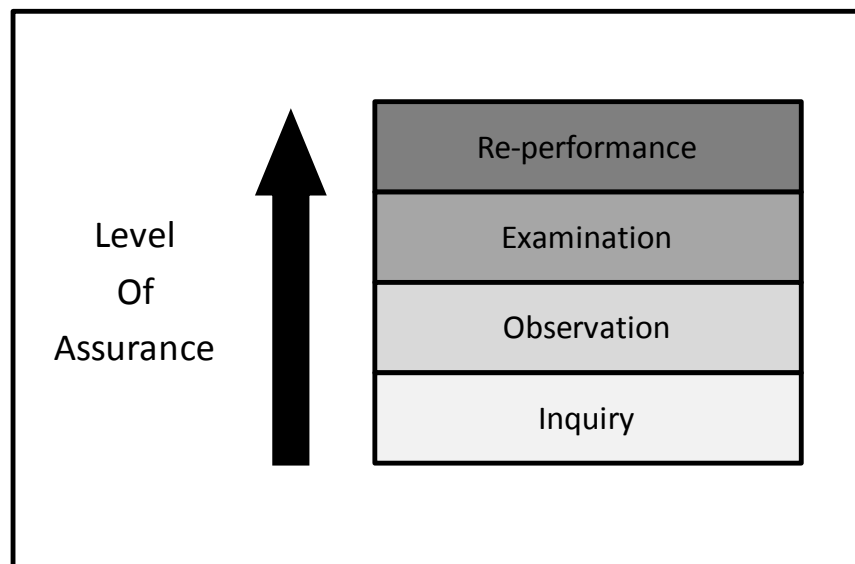 Level
Of
Assurance
Re-performance
Examination
Observation
Inquiry